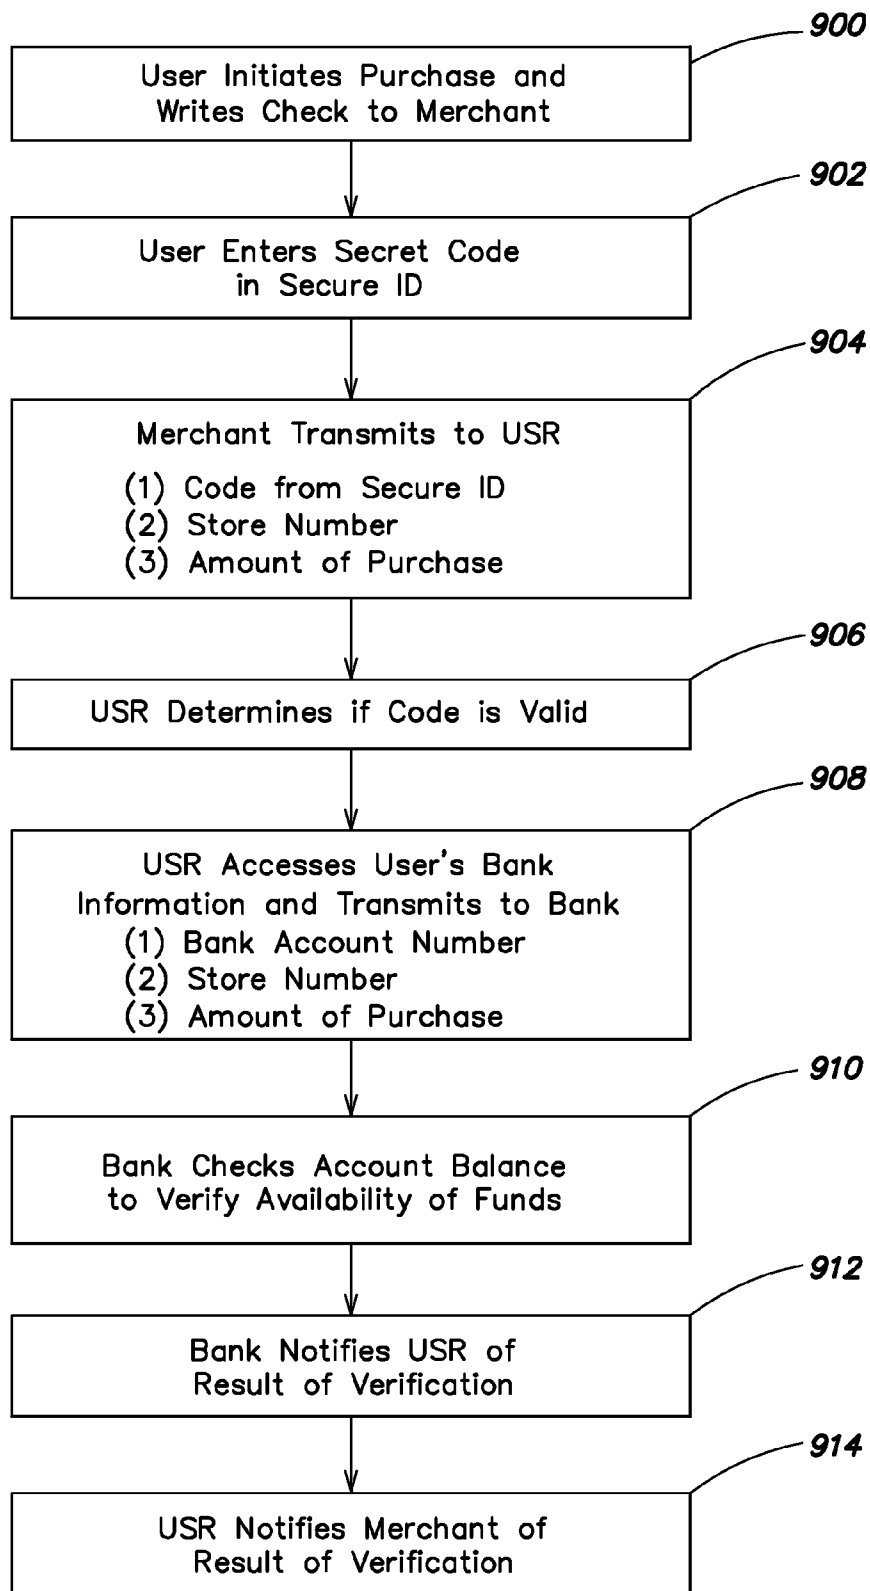 900
User Initiates Purchase and
Writes Check to Merchant
902
User Enters Secret Code
in Secure ID
904
Merchant Transmits to USR
(1) Code from Secure ID
(2) Store Number
(3) Amount of Purchase
906
USR Determines if Code is Valid
908
USR Accesses User's Bank
Information and Transmits to Bank
(1) Bank Account Number
(2) Store Number
(3) Amount of Purchase
910
Bank Checks Account Balance
to Verify Availability of Funds
912
Bank Notifies USR of
Result of Verification
914
USR Notifies Merchant of
Result of Verification